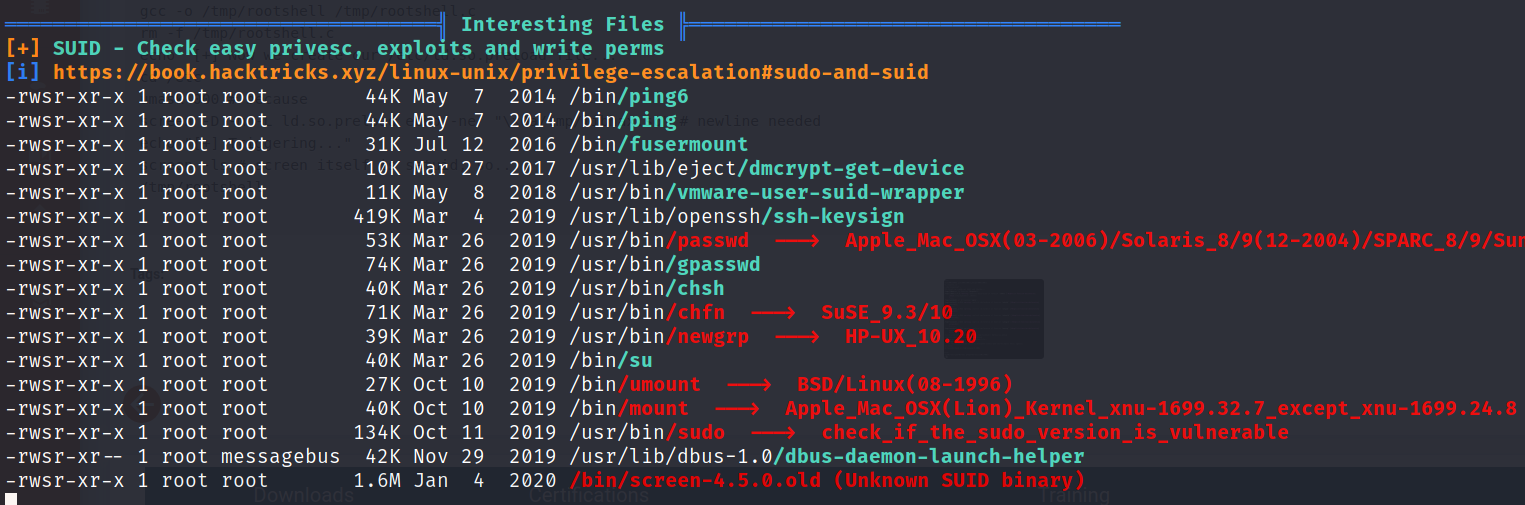 gcc -o /tmp/rootshell /tmp/rootshell.c
Interesting Files
rm -f /tmp/rootshell.c
[+] SUID - Check easy privesc, exploits and write perms
[i] https://book.hacktricks.xyz/linux-unix/privilege-escalation#sudo-and-suid
-rwsr-xr-x 1 root root 44K May 7 2014 /bin/ping6
-rwsr-xr-x 1 root root 44K May 7 2014 /bin/ping
newline needed
-rwsr-xr-x 1 root root 31K Jul 12 2016 /bin/fusermount
-rwsr-xr-x 1 root root 10K Mar 27 2017 /usr/lib/eject/dmcrypt-get-device
-rwsr-xr-x 1 root root 11K May 8 2018 /usr/bin/vmware-user-suid-wrapper
-rwsr-xr-x 1 root root 419K Mar 4 2019 /usr/lib/openssh/ssh-keysign
-rwsr-xr-x 1 root root 53K Mar 26 2019 /usr/bin/passwd ---> Apple_Mac_OSX(03-2006)/Solaris_8/9(12-2004)/SPARC_8/9/Sun
-rwsr-xr-x 1 root root 74K Mar 26 2019 /usr/bin/gpasswd
-rwsr-xr-x 1 root root 40K Mar 26 2019 /usr/bin/chsh
-rwsr-xr-x 1 root root 71K Mar 26 2019 /usr/bin/chfn ---> SuSE_9.3/10
-rwsr-xr-x 1 root root 39K Mar 26 2019 /usr/bin/newgrp ---> HP-UX_10.20
-rwsr-xr-x 1 root root 40K Mar 26 2019 /bin/su
-rwsr-xr-x 1 root root 27K Oct 10 2019 /bin/umount ---> BSD/Linux(08-1996)
-rwsr-xr-x 1 root root 40K Oct 10 2019 /bin/mount ---> Apple_Mac_OSX(Lion)_Kernel_xnu-1699.32.7_except_xnu-1699.24.8
-rwsr-xr-x 1 root root 134K Oct 11 2019 /usr/bin/sudo ---> check_if_the_sudo_version_is_vulnerable
-rwsr-xr-- 1 root messagebus 42K Nov 29 2019 /usr/lib/dbus-1.0/dbus-daemon-launch-helper
-rwsr-xr-x 1 root root 1.6M Jan 4 2020 /bin/screen-4.5.0.old (Unknown SUID binary)
Downloads Certifications Training